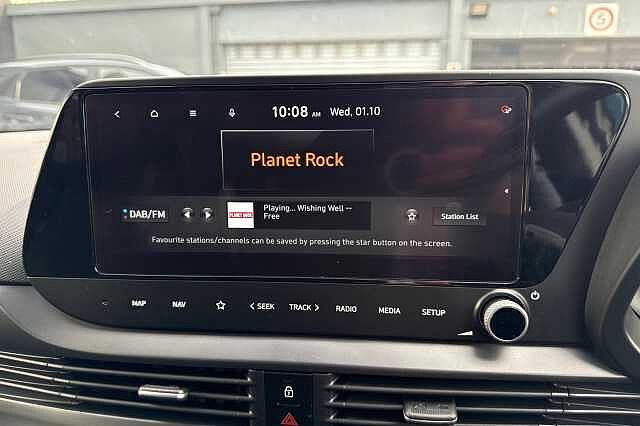 5
10:08 AM Wed, 01.10
Planet Rock
DAB/FM
PLANET ROCK
Playing... Wishing Well --
Free
Station List
Favourite stations/channels can be saved by pressing the star button on the screen.
MAP NAV < SEEK TRACK > RADIO MEDIA SETUP